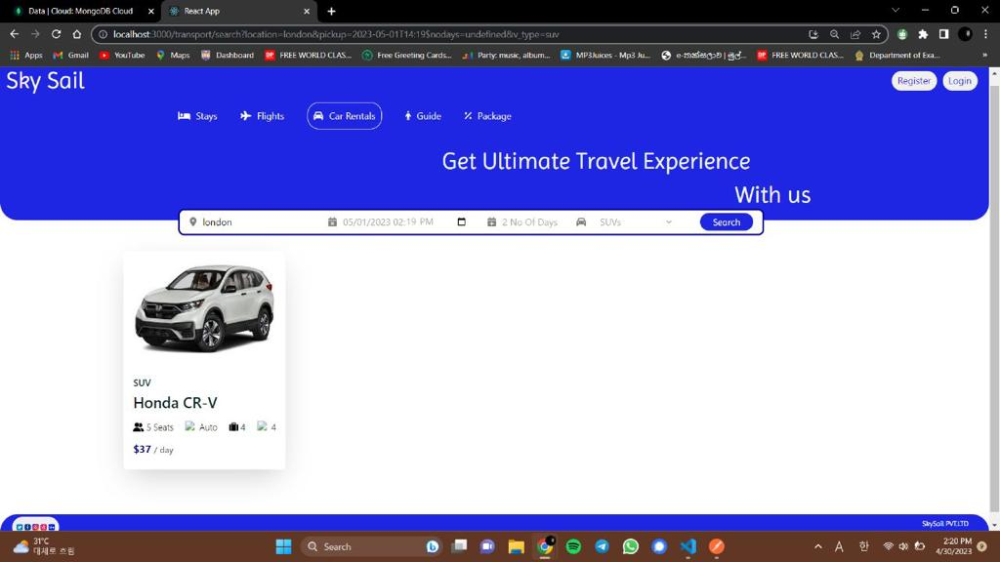 Data | Cloud: MongoDB Cloud
React App
localhost:3000/transport/search?location=london&pickup=2023-05-01T14:19$nodays=undefined&v_type=suv
Apps Gmail YouTube Maps Dashboard FREE WORLD CLAS... Free Greeting Cards... Party: music, album... MP3Juices - Mp3 Ju... FREE WORLD CLAS... Department of Exa...
Sky Sail
Register Login
Stays Flights Car Rentals Guide Package
Get Ultimate Travel Experience
With us
london 05/01/2023 02:19 PM 2 No Of Days SUVs Search
SUV
Honda CR-V
5 Seats Auto 4 4
$37 / day
SkySail PVT.LTD
31°C
대체로 흐림
Search
A 한
2:20 PM
4/30/2023